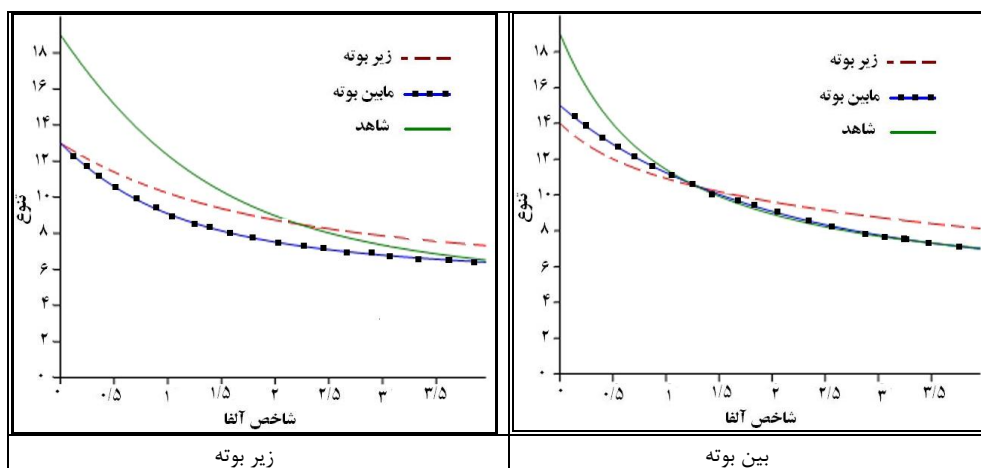 ۱۸
۱۶
۱۴
۱۲
۱۰
۸
۶
۴
۲
۰
تنوع
زیر بوته
مابین بوته
شاهد
۰ ۰/۵ ۱ ۱/۵ ۲ ۲/۵ ۳ ۳/۵
شاخص آلفا
زیر بوته
۱۸
۱۶
۱۴
۱۲
۱۰
۸
۶
۴
۲
۰
تنوع
زیر بوته
مابین بوته
شاهد
۰ ۰/۵ ۱ ۱/۵ ۲ ۲/۵ ۳ ۳/۵
شاخص آلفا
بین بوته